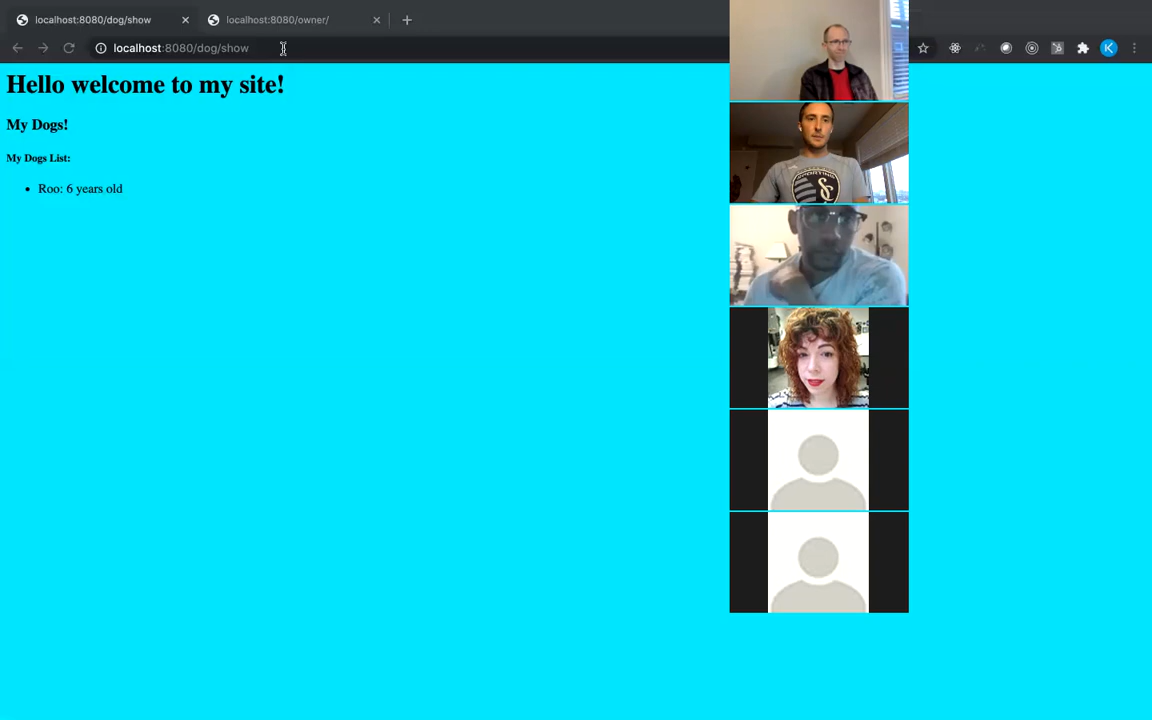 localhost:8080/dog/show
localhost:8080/owner/
localhost:8080/dog/show
K
Hello welcome to my site!
My Dogs!
My Dogs List:
• Roo: 6 years old
SPORTING